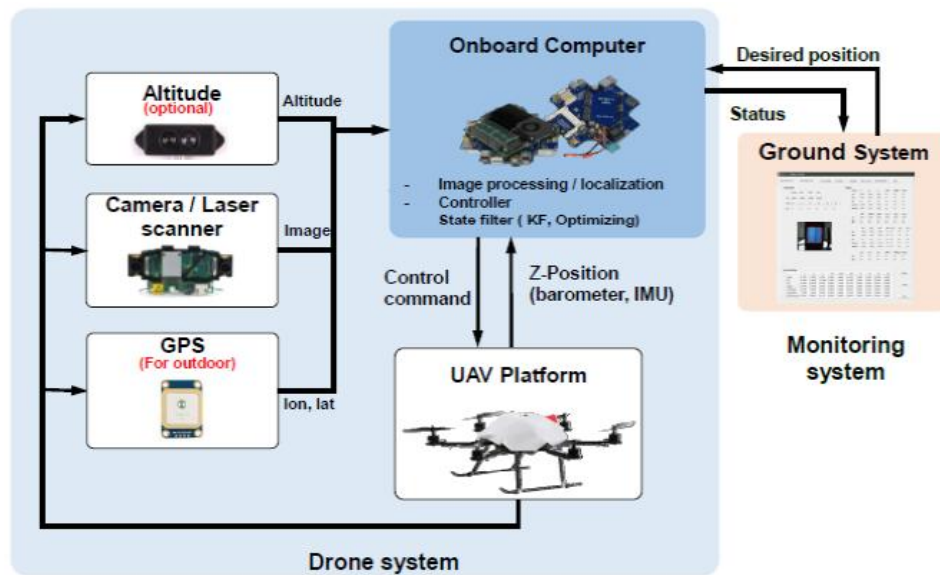 Onboard Computer
- Image processing / localization
- Controller
State filter ( KF, Optimizing)
Altitude
(optional)
Altitude
Camera / Laser
scanner
Image
GPS
(For outdoor)
lon, lat
Control
command
Z-Position
(barometer, IMU)
UAV Platform
Drone system
Desired position
Status
Ground System
Monitoring
system